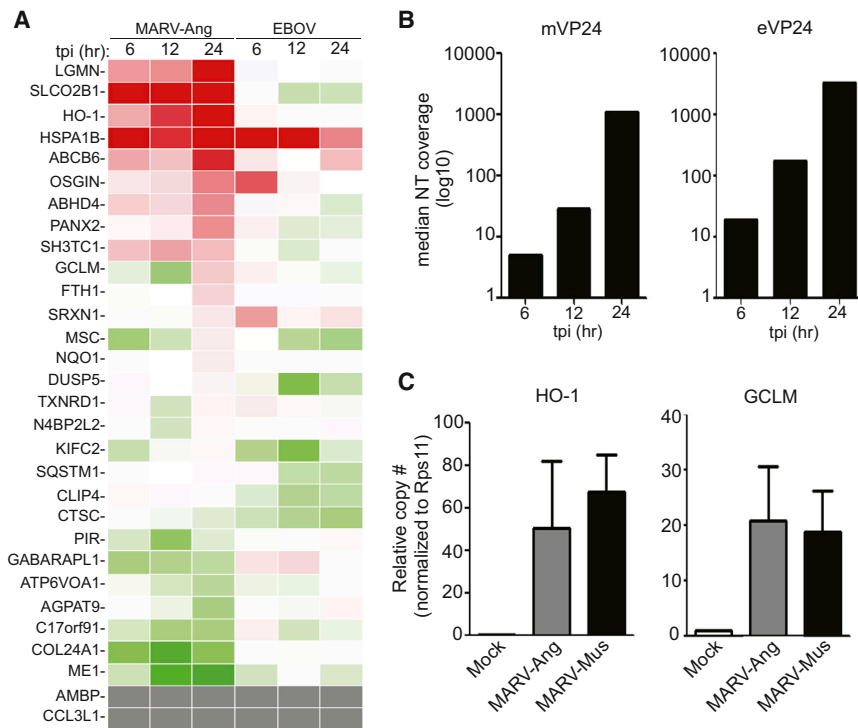 A
MARV-Ang EBOV
tpi (hr): 6 12 24 6 12 24
LGMN-
SLCO2B1-
HO-1-
HSPA1B-
ABCB6-
OSGIN-
ABHD4-
PANX2-
SH3TC1-
GCLM-
FTH1-
SRXN1-
MSC-
NQO1-
DUSP5-
TXNRD1-
N4BP2L2-
KIFC2-
SQSTM1-
CLIP4-
CTSC-
PIR-
GABARAPL1-
ATP6VOA1-
AGPAT9-
C17orf91-
COL24A1-
ME1-
AMBP-
CCL3L1-
B
mVP24
median NT coverage
(log10)
10000
1000
100
10
1
6 12 24
tpi (hr)
eVP24
10000
1000
100
10
1
6 12 24
tpi (hr)
C
HO-1
Relative copy #
(normalized to Rps11)
100
80
60
40
20
0
Mock
MARV-Ang
MARV-Mus
GCLM
40
30
20
10
0
Mock
MARV-Ang
MARV-Mus